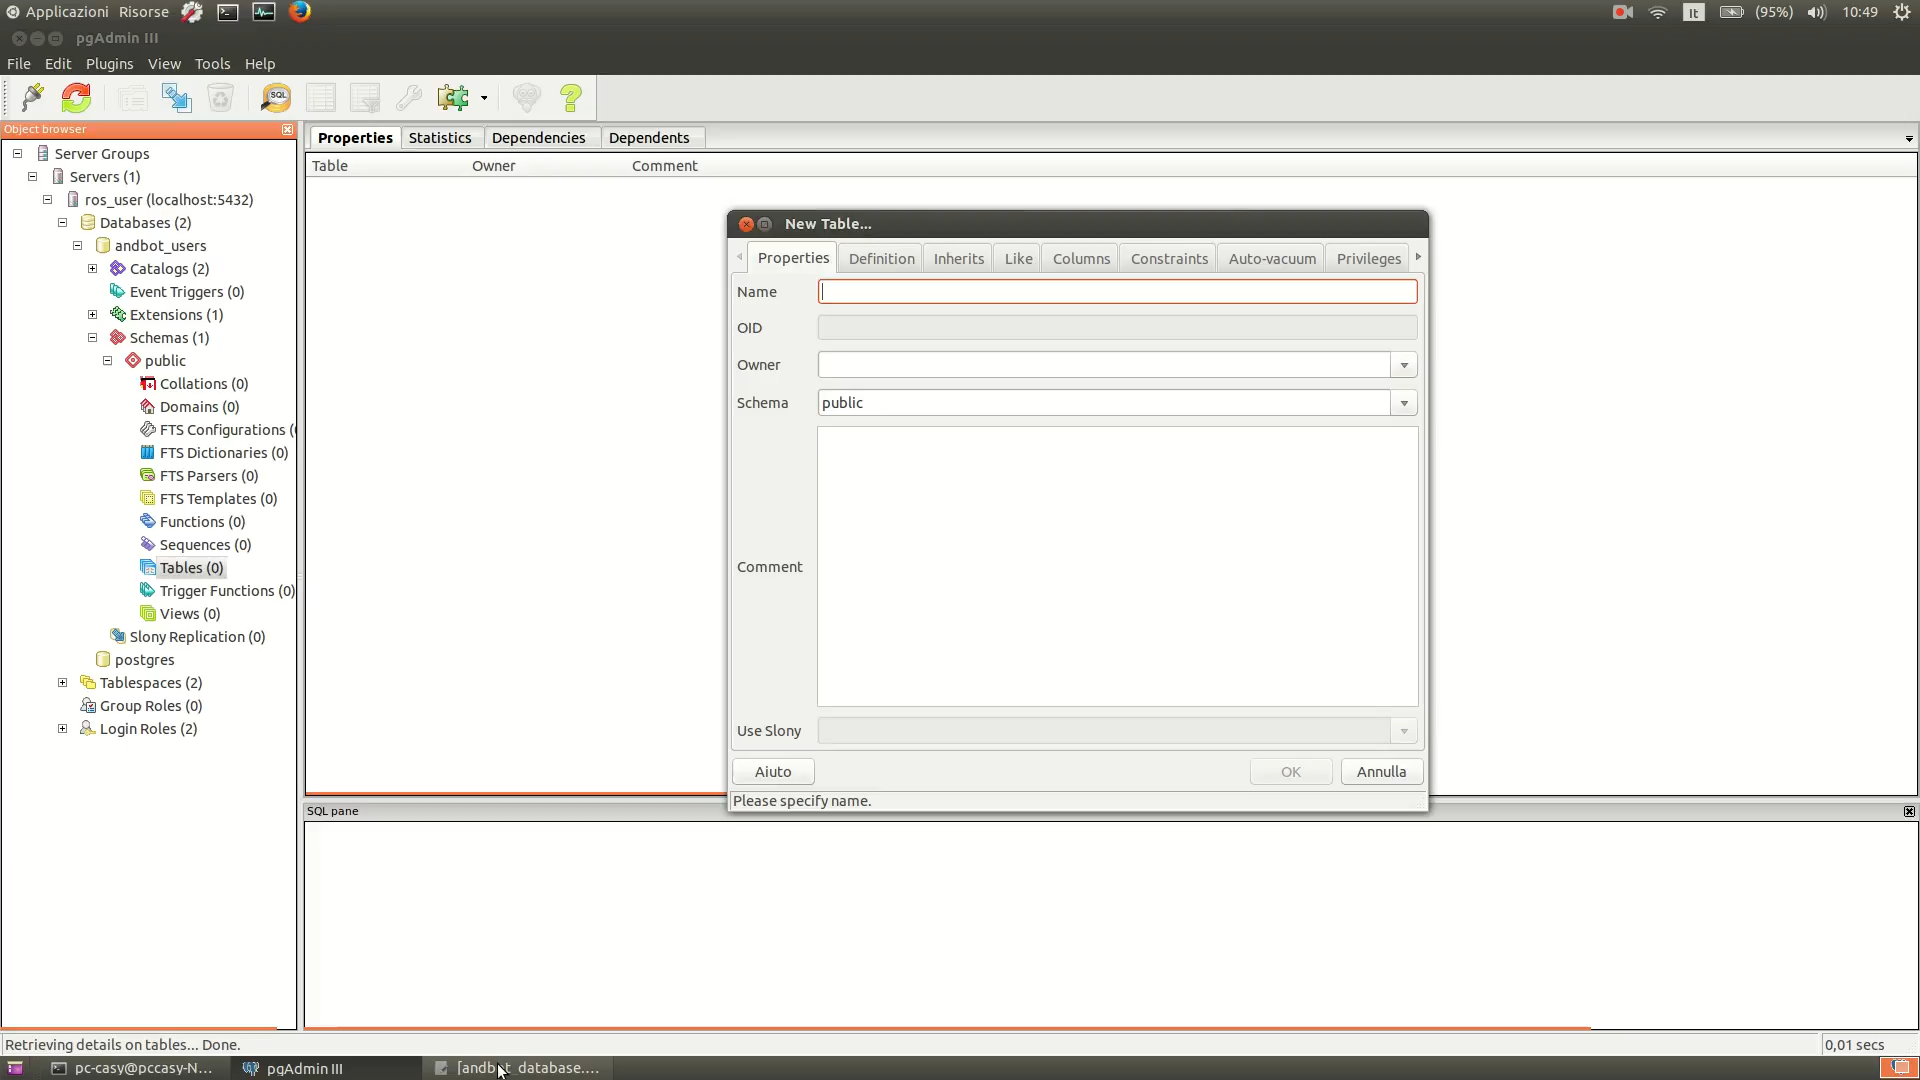 Applicazioni Risorse
It (95%) 10:49
pgAdmin III
File Edit Plugins View Tools Help
SQL
Object browser
Server Groups
Servers (1)
ros_user (localhost:5432)
Databases (2)
andbot_users
Catalogs (2)
Event Triggers (0)
Extensions (1)
Schemas (1)
public
Collations (0)
Domains (0)
FTS Configurations (
FTS Dictionaries (0)
FTS Parsers (0)
FTS Templates (0)
Functions (0)
Sequences (0)
Tables (0)
Trigger Functions (0)
Views (0)
Slony Replication (0)
postgres
Tablespaces (2)
Group Roles (0)
Login Roles (2)
Properties Statistics Dependencies Dependents
Table Owner Comment
New Table...
Properties Definition Inherits Like Columns Constraints Auto-vacuum Privileges
Name
OID
Owner
Schema public
Comment
Use Slony
Aiuto OK Annulla
Please specify name.
SQL pane
Retrieving details on tables... Done.
0,01 secs
pc-casy@pccasy-N... pgAdmin III database....